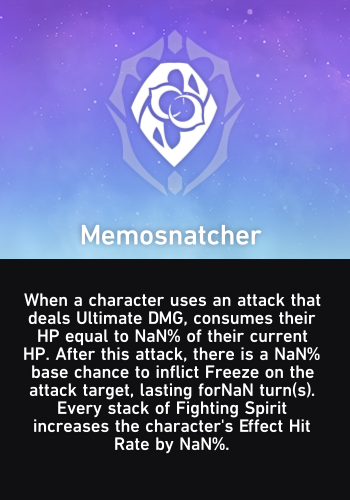 Memosnatcher
When a character uses an attack that
deals Ultimate DMG, consumes their
HP equal to NaN% of their current
HP. After this attack, there is a NaN%
base chance to inflict Freeze on the
attack target, lasting forNaN turn(s).
Every stack of Fighting Spirit
increases the character's Effect Hit
Rate by NaN%.